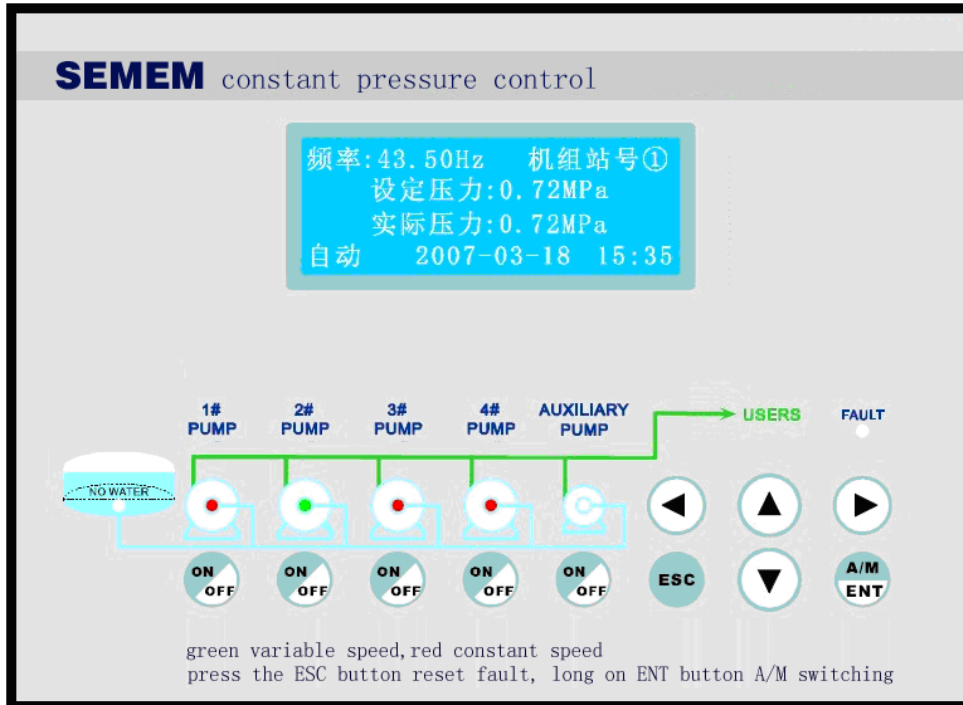 SEMEM constant pressure control
频率:43.50Hz 机组站号①
设定压力:0.72MPa
实际压力:0.72MPa
自动 2007-03-18 15:35
1# PUMP
2# PUMP
3# PUMP
4# PUMP
AUXILIARY PUMP
USERS
FAULT
NO WATER
ON OFF
ON OFF
ON OFF
ON OFF
ON OFF
ESC
A/M
ENT
green variable speed,red constant speed
press the ESC button reset fault, long on ENT button A/M switching